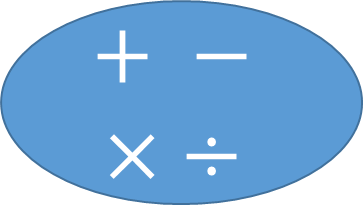 + −
× ÷